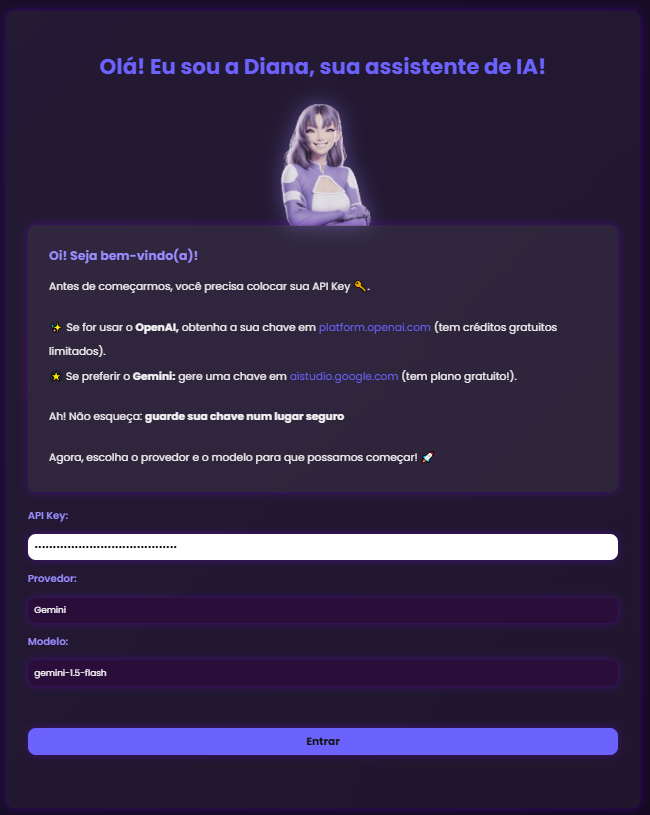 Olá! Eu sou a Diana, sua assistente de IA!
Oi! Seja bem-vindo(a)!
Antes de começarmos, você precisa colocar sua API Key 🔑.
✨ Se for usar o OpenAI, obtenha a sua chave em platform.openai.com (tem créditos gratuitos
limitados).
🌟 Se preferir o Gemini: gere uma chave em aistudio.google.com (tem plano gratuito!).
Ah! Não esqueça: guarde sua chave num lugar seguro
Agora, escolha o provedor e o modelo para que possamos começar! 🚀
API Key:
•••••••••••••••••••••••••••••••••••••••
Provedor:
Gemini
Modelo:
gemini-1.5-flash
Entrar